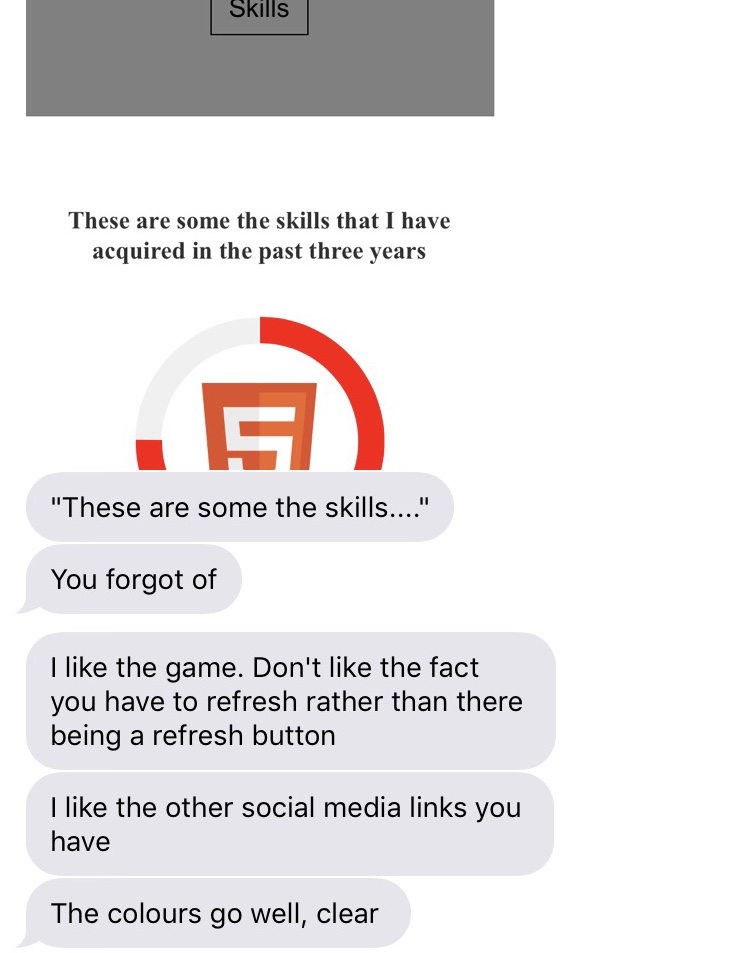 Skills
These are some the skills that I have
acquired in the past three years
5
"These are some the skills...."
You forgot of
I like the game. Don't like the fact
you have to refresh rather than there
being a refresh button
I like the other social media links you
have
The colours go well, clear